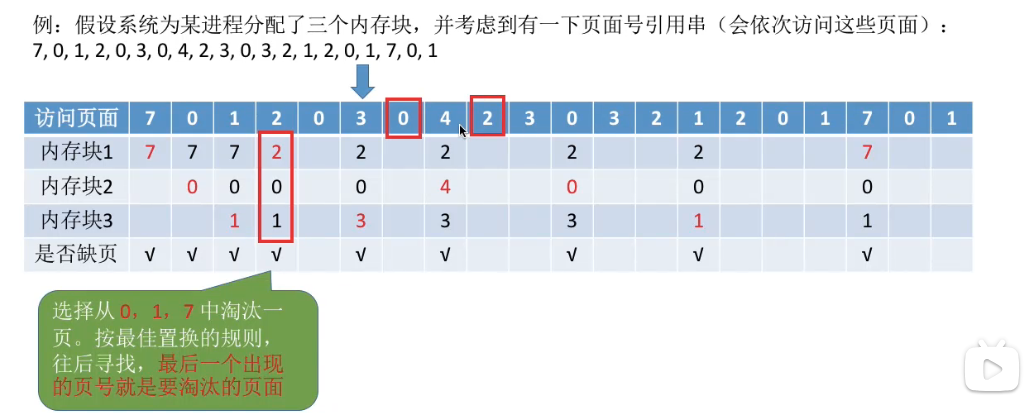 例：假设系统为某进程分配了三个内存块，并考虑到有一下页面号引用串（会依次访问这些页面）：
7, 0, 1, 2, 0, 3, 0, 4, 2, 3, 0, 3, 2, 1, 2, 0, 1, 7, 0, 1
访问页面 7 0 1 2 0 3 0 4 2 3 0 3 2 1 2 0 1 7 0 1
内存块1 7 7 7 2 2 2 2 2 7
内存块2 0 0 0 0 4 0 0 0
内存块3 1 1 3 3 3 1 1
是否缺页 √ √ √ √ √ √ √ √ √
选择从 0，1，7 中淘汰一
页。按最佳置换的规则，
往后寻找，最后一个出现
的页号就是要淘汰的页面